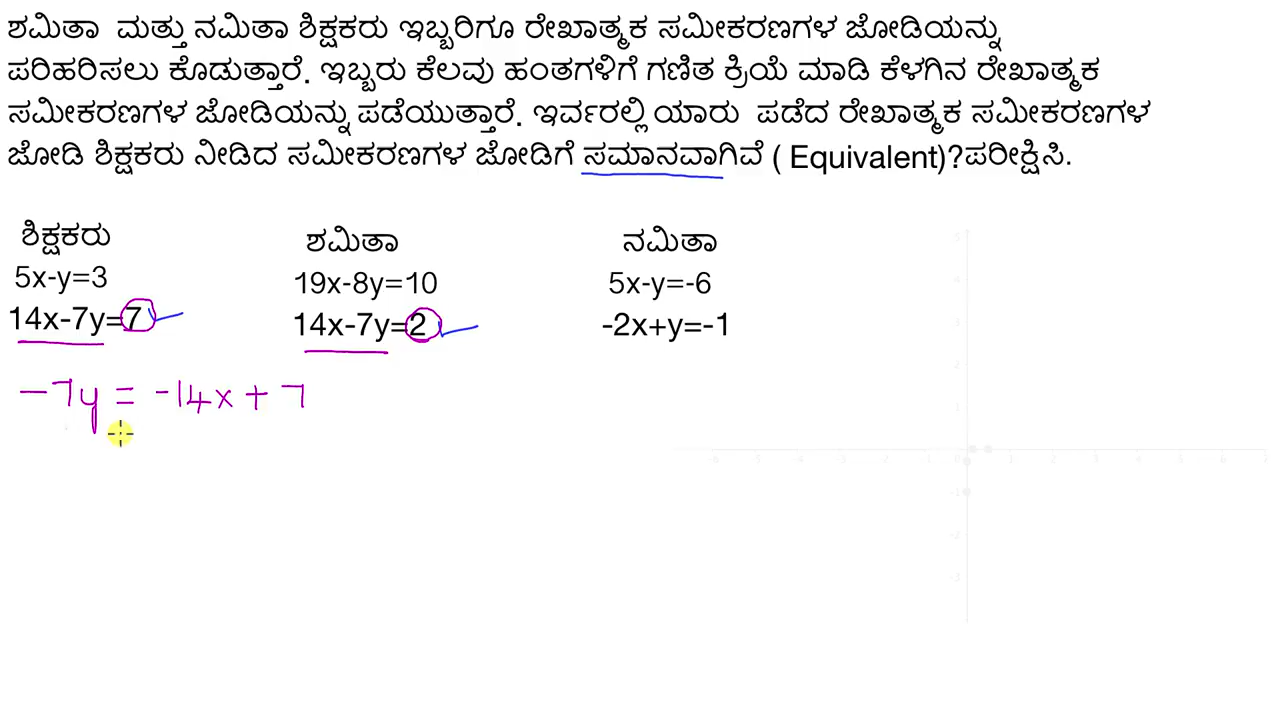 ಶಮಿತಾ ಮತ್ತು ನಮಿತಾ ಶಿಕ್ಷಕರು ಇಬ್ಬರಿಗೂ ರೇಖಾತ್ಮಕ ಸಮೀಕರಣಗಳ ಜೋಡಿಯನ್ನು
ಪರಿಹರಿಸಲು ಕೊಡುತ್ತಾರೆ. ಇಬ್ಬರು ಕೆಲವು ಹಂತಗಳಿಗೆ ಗಣಿತ ಕ್ರಿಯೆ ಮಾಡಿ ಕೆಳಗಿನ ರೇಖಾತ್ಮಕ
ಸಮೀಕರಣಗಳ ಜೋಡಿಯನ್ನು ಪಡೆಯುತ್ತಾರೆ. ಇರ್ವರಲ್ಲಿ ಯಾರು ಪಡೆದ ರೇಖಾತ್ಮಕ ಸಮೀಕರಣಗಳ
ಜೋಡಿ ಶಿಕ್ಷಕರು ನೀಡಿದ ಸಮೀಕರಣಗಳ ಜೋಡಿಗೆ ಸಮಾನವಾಗಿವೆ ( Equivalent)?ಪರೀಕ್ಷಿಸಿ.
ಶಿಕ್ಷಕರು ಶಮಿತಾ ನಮಿತಾ
5x-y=3 19x-8y=10 5x-y=-6
14x-7y=7 14x-7y=2 -2x+y=-1
-7y = -14x + 7